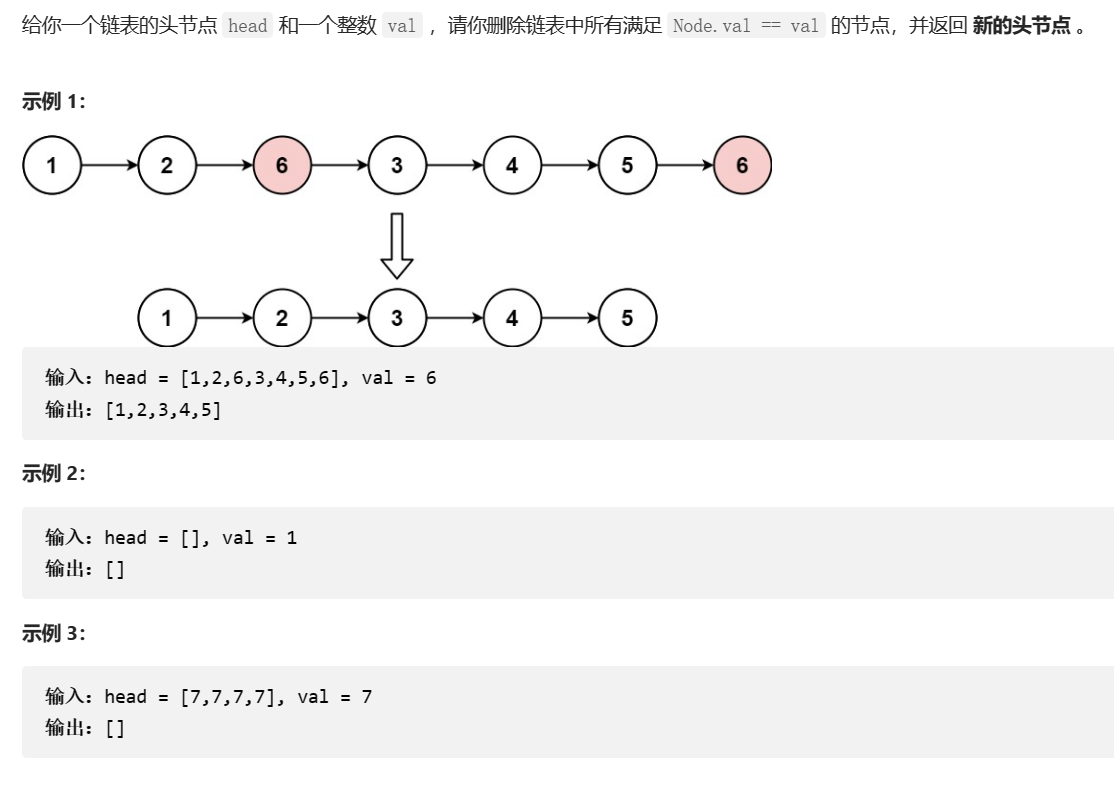 给你一个链表的头节点 head 和一个整数 val ，请你删除链表中所有满足 Node.val == val 的节点，并返回 新的头节点 。
示例 1：
1 2 6 3 4 5 6
1 2 3 4 5
输入：head = [1,2,6,3,4,5,6], val = 6
输出：[1,2,3,4,5]
示例 2：
输入：head = [], val = 1
输出：[]
示例 3：
输入：head = [7,7,7,7], val = 7
输出：[]